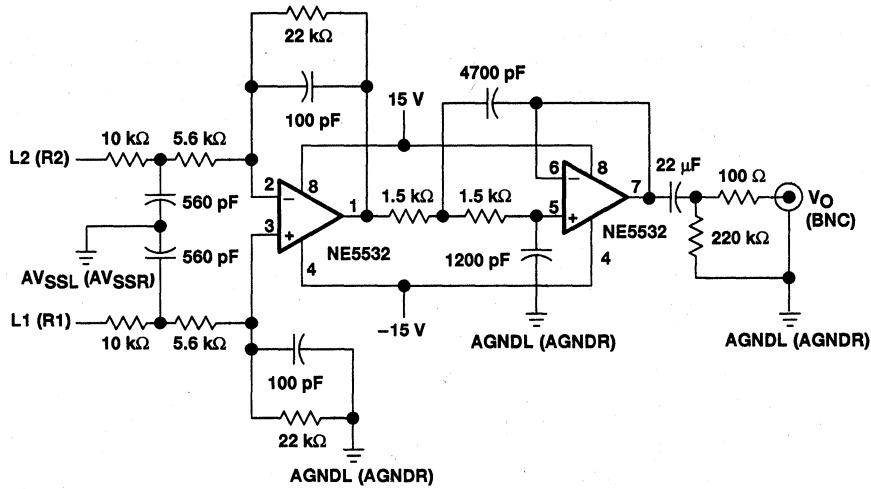 22 kΩ
4700 pF
15 V
100 pF
10 kΩ
5.6 kΩ
L2 (R2)
6
8
2
8
7
22 µF
1
1.5 kΩ
1.5 kΩ
100 Ω
VO
(BNC)
560 pF
3
5
NE5532
NE5532
220 kΩ
560 pF
4
1200 pF
4
AVSSL (AVSSR)
L1 (R1)
–15 V
10 kΩ
5.6 kΩ
AGNDL (AGNDR)
AGNDL (AGNDR)
100 pF
22 kΩ
AGNDL (AGNDR)